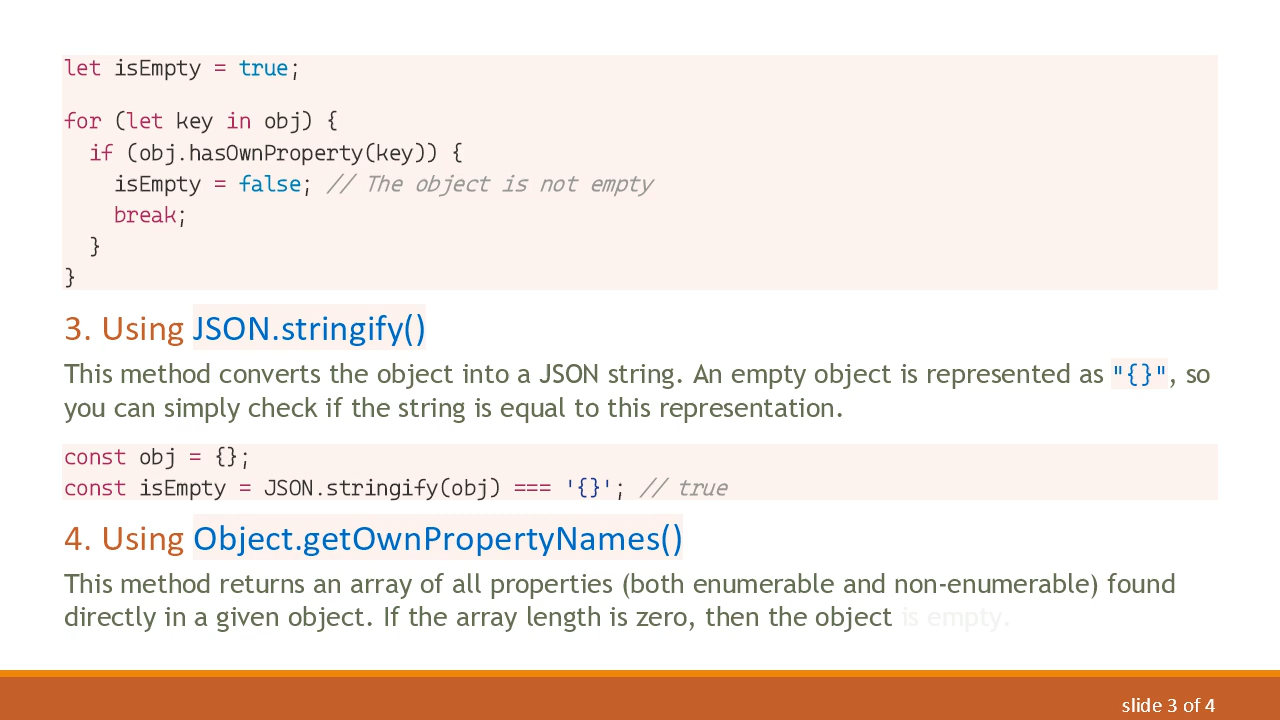 let isEmpty = true;
for (let key in obj) {
if (obj.hasOwnProperty(key)) {
isEmpty = false; // The object is not empty
break;
}
}
3. Using JSON.stringify()
This method converts the object into a JSON string. An empty object is represented as "{}", so
you can simply check if the string is equal to this representation.
const obj = {};
const isEmpty = JSON.stringify(obj) === '{}'; // true
4. Using Object.getOwnPropertyNames()
This method returns an array of all properties (both enumerable and non-enumerable) found
directly in a given object. If the array length is zero, then the object is empty.
slide 3 of 4